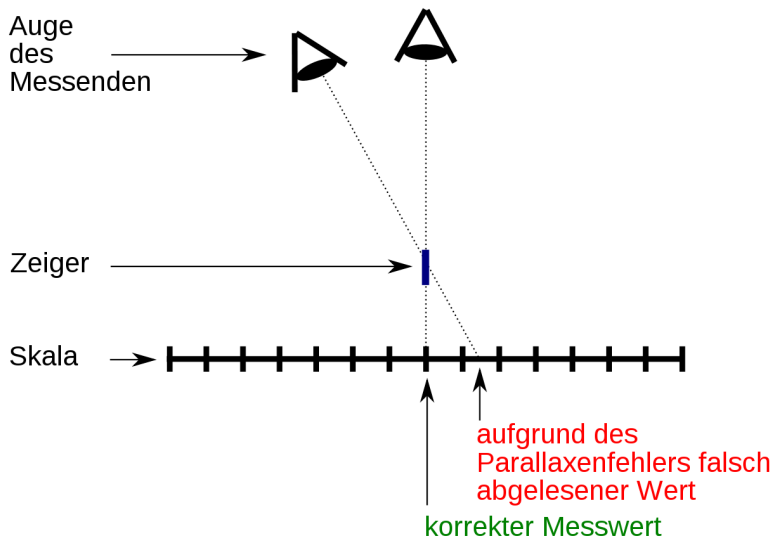 Auge
des
Messenden
Zeiger
Skala
aufgrund des
Parallaxenfehlers falsch
abgelesener Wert
korrekter Messwert